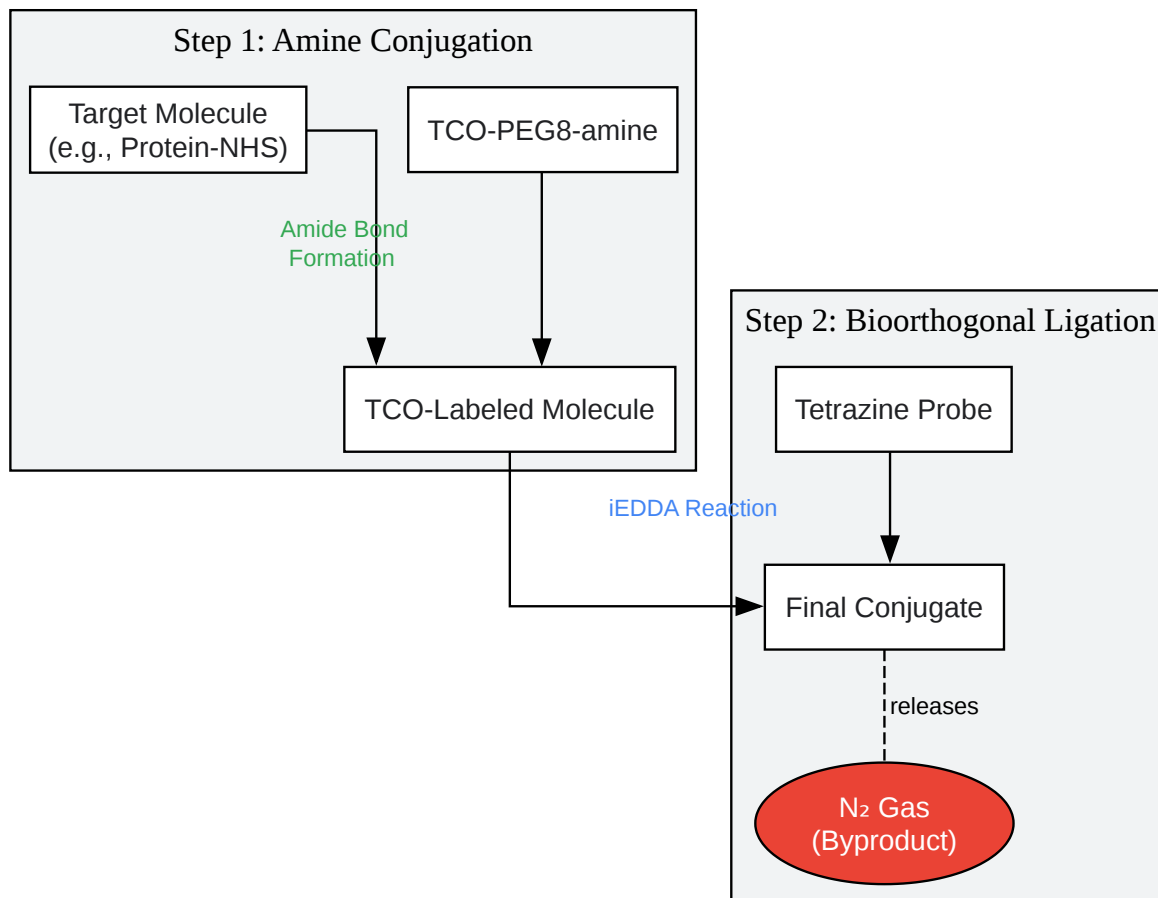 Step 1: Amine Conjugation
Target Molecule
(e.g., Protein-NHS)
TCO-PEG8-amine
Amide Bond
Formation
TCO-Labeled Molecule
Step 2: Bioorthogonal Ligation
Tetrazine Probe
iEDDA Reaction
Final Conjugate
releases
N₂ Gas
(Byproduct)